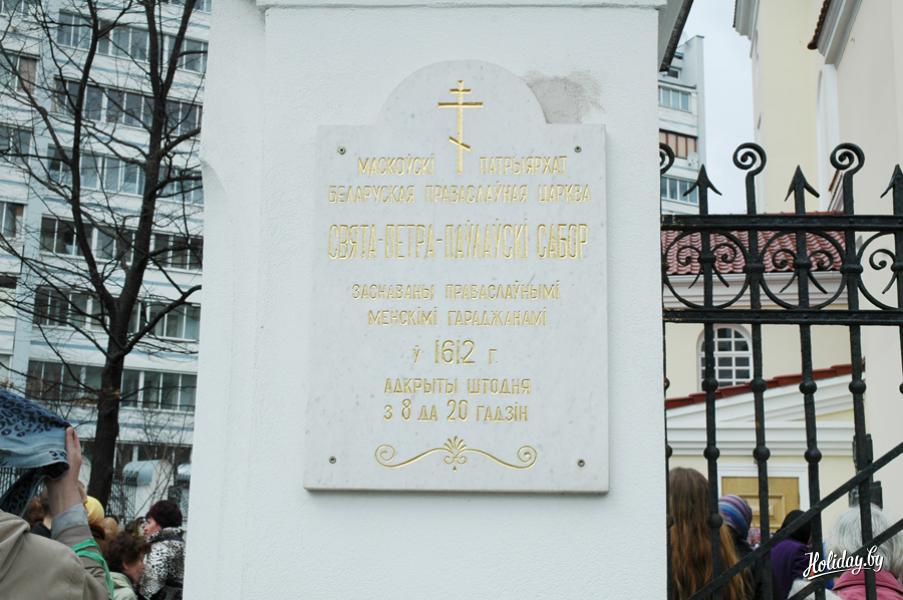 МАСКОЎСКІ ПАТРЫЯРХАТ
БЕЛАРУСКАЯ ПРАВАСЛАЎНАЯ ЦАРКВА
СВЯТА-ПЕТРА-ПАЎЛАЎСКІ САБОР
ЗАСНАВАНЫ ПРАВАСЛАЎНЫМІ
МЕНСКІМІ ГАРАДЖАНАМІ
Ў 1612 Г.
АДКРЫТЫ ШТОДНЯ
З 8 ДА 20 ГАДЗІН
Holiday.by